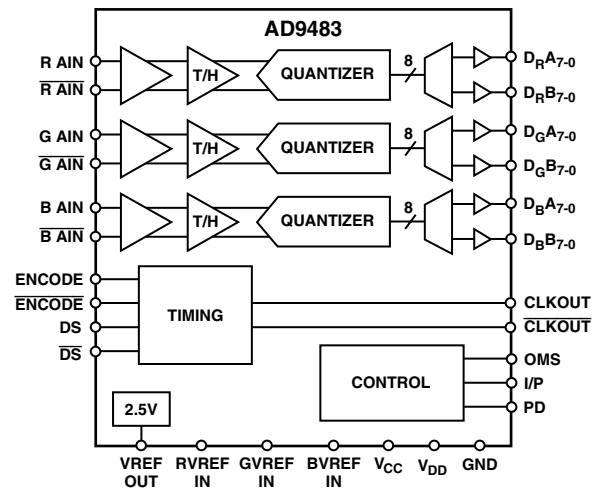 AD9483
R AIN
R AIN
T/H
QUANTIZER
8
DRA7-0
DRB7-0
G AIN
G AIN
T/H
QUANTIZER
8
DGA7-0
DGB7-0
B AIN
B AIN
T/H
QUANTIZER
8
DBA7-0
DBB7-0
ENCODE
ENCODE
DS
DS
TIMING
CLKOUT
CLKOUT
CONTROL
OMS
I/P
PD
2.5V
VREF
OUT
RVREF
IN
GVREF
IN
BVREF
IN
VCC
VDD
GND